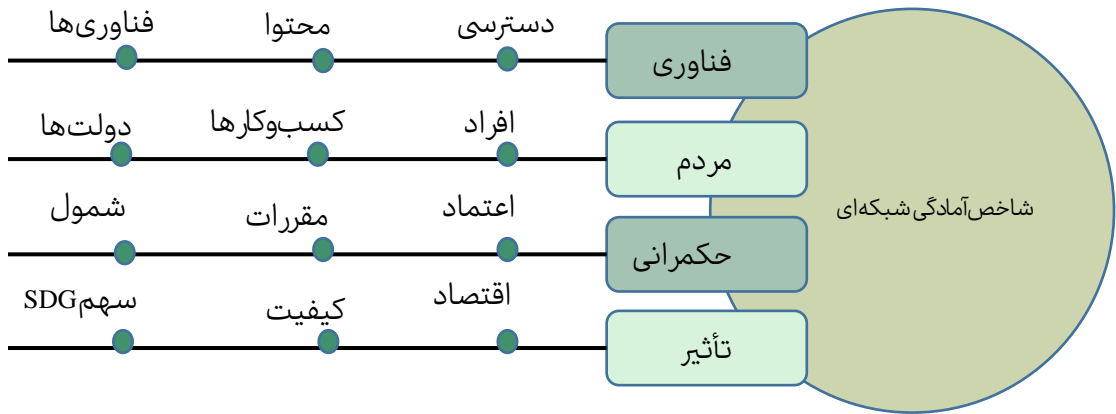 شاخص آمادگی شبکه‌ای
فناوری
دسترسی
محتوا
فناوری‌ها
مردم
افراد
کسب‌وکارها
دولت‌ها
حکمرانی
اعتماد
مقررات
شمول
تأثیر
اقتصاد
کیفیت
سهم SDG